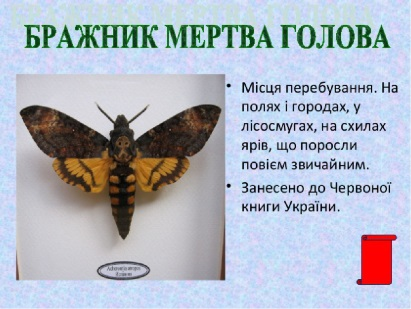 БРАЖНИК МЕРТВА ГОЛОВА
• Місця перебування. На
полях і городах, у
лісосмугах, на схилах
ярів, що поросли
повієм звичайним.
• Занесено до Червоної
книги України.